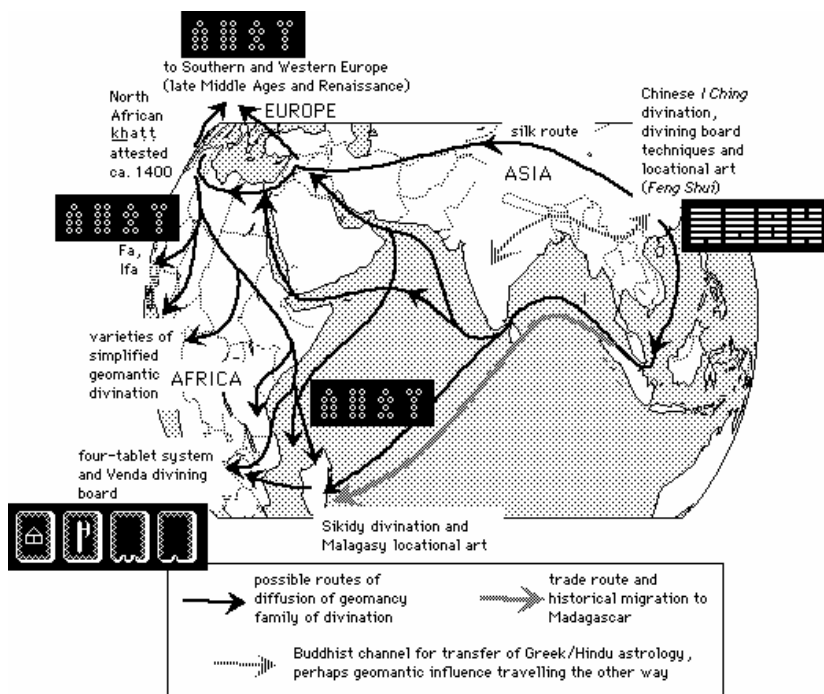 to Southern and Western Europe
(late Middle Ages and Renaissance)
North
African
khaṭṭ
attested
ca. 1400
EUROPE
silk route
ASIA
Chinese I Ching
divination,
divining board
techniques and
locational art
(Feng Shui)
Fa,
Ifa
varieties of
simplified
geomantic
divination
AFRICA
four-tablet system
and Venda divining
board
Sikidy divination and
Malagasy locational art
possible routes of
diffusion of geomancy
family of divination
trade route and
historical migration to
Madagascar
Buddhist channel for transfer of Greek/Hindu astrology,
perhaps geomantic influence travelling the other way